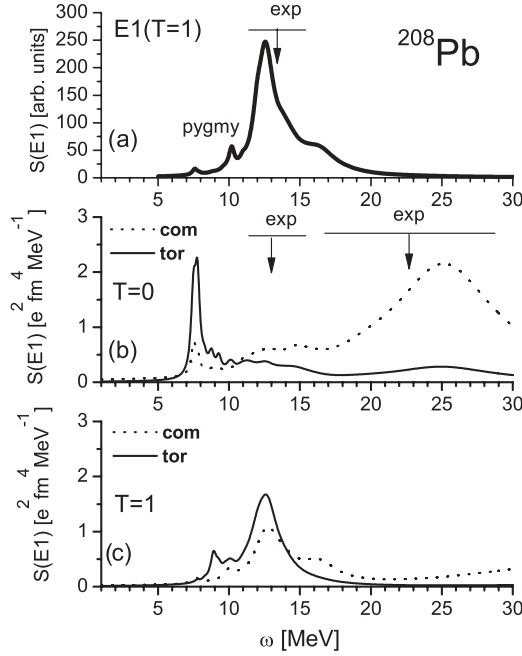 exp
E1(T=1)
²⁰⁸Pb
300
250
200
150
100
50
0
S(E1) [arb. units]
pygmy
(a)
5 10 15 20 25 30
3
2
1
0
S(E1) [e² fm⁴ MeV⁻¹]
com
tor
exp
exp
T=0
(b)
5 10 15 20 25 30
3
2
1
0
S(E1) [e² fm⁴ MeV⁻¹]
com
tor
T=1
(c)
5 10 15 20 25 30
ω [MeV]